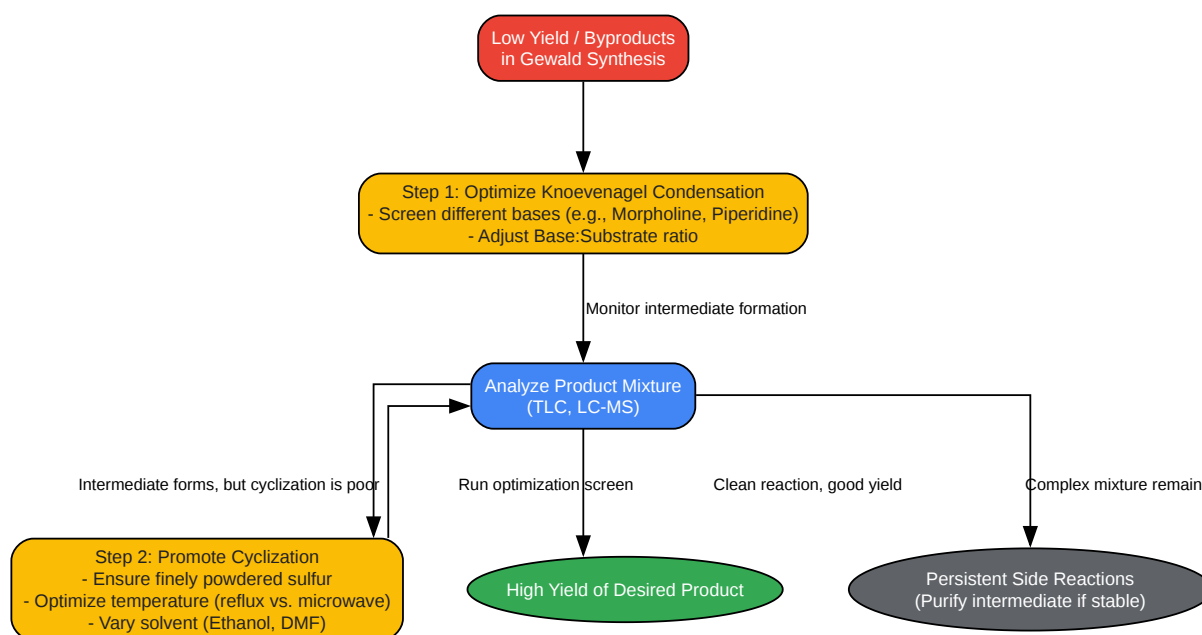 Low Yield / Byproducts
in Gewald Synthesis
Step 1: Optimize Knoevenagel Condensation
- Screen different bases (e.g., Morpholine, Piperidine)
- Adjust Base:Substrate ratio
Monitor intermediate formation
Analyze Product Mixture
(TLC, LC-MS)
Intermediate forms, but cyclization is poor
Run optimization screen
Clean reaction, good yield
Complex mixture remain
Step 2: Promote Cyclization
- Ensure finely powdered sulfur
- Optimize temperature (reflux vs. microwave)
- Vary solvent (Ethanol, DMF)
High Yield of Desired Product
Persistent Side Reactions
(Purify intermediate if stable)